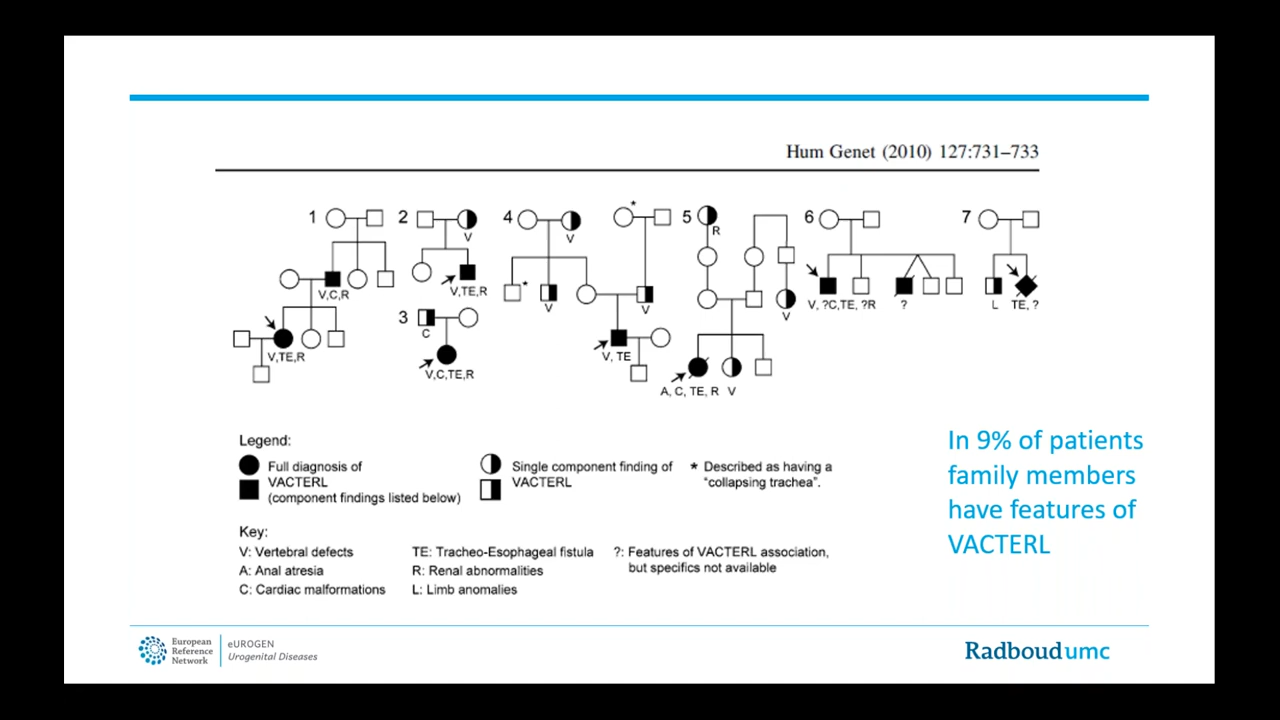 Hum Genet (2010) 127:731–733
1 2 4 * 5 6 7
R
V V
V,C,R V,TE,R * V V V V, ?C,TE, ?R ? L TE, ?
3
C
V,TE,R V, TE
V,C,TE,R
A, C, TE, R V
Legend:
Full diagnosis of
VACTERL
(component findings listed below)
Single component finding of
VACTERL
* Described as having a
"collapsing trachea".
Key:
V: Vertebral defects
A: Anal atresia
C: Cardiac malformations
TE: Tracheo-Esophageal fistula
R: Renal abnormalities
L: Limb anomalies
?: Features of VACTERL association,
but specifics not available
In 9% of patients
family members
have features of
VACTERL
European
Reference
Network
eUROGEN
Urogenital Diseases
Radboudumc